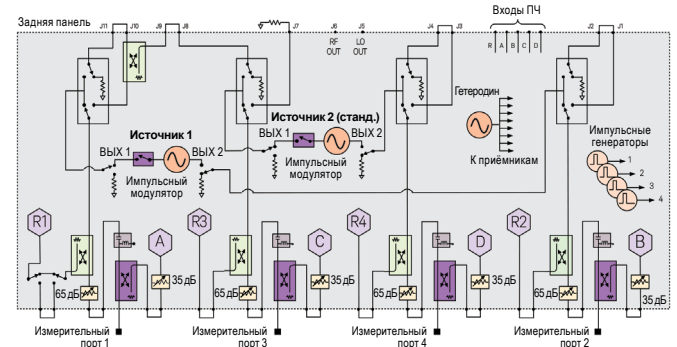 Задняя панель
J11
J10
J9
J8
J7
J6
J5
J4
J3
Входы ПЧ
J2
J1
RF
OUT
LO
OUT
R
A
B
C
D
Гетеродин
К приёмникам
Источник 1
ВЫХ 1
ВЫХ 2
Импульсный
модулятор
Источник 2 (станд.)
ВЫХ 1
ВЫХ 2
Импульсный
модулятор
Импульсные
генераторы
1
2
3
4
R1
A
R3
C
R4
D
R2
B
65 дБ
35 дБ
65 дБ
35 дБ
65 дБ
35 дБ
65 дБ
35 дБ
Измерительный
порт 1
Измерительный
порт 3
Измерительный
порт 4
Измерительный
порт 2